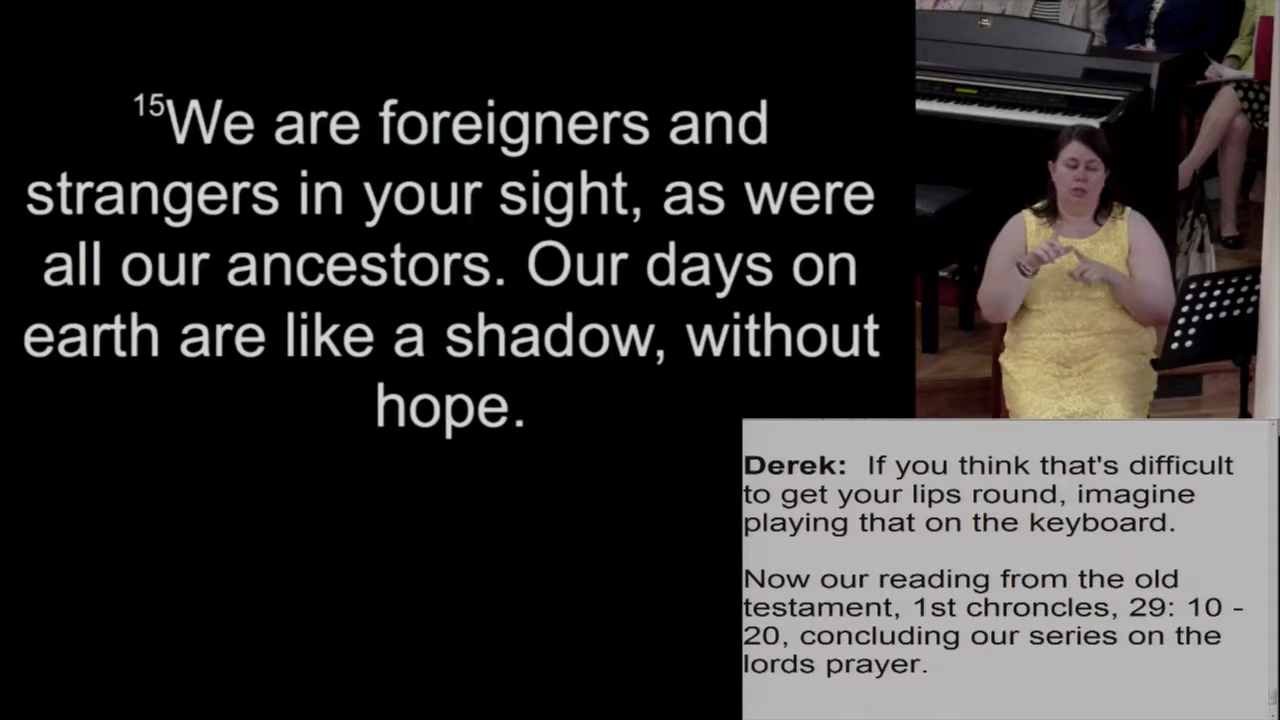 15We are foreigners and
strangers in your sight, as were
all our ancestors. Our days on
earth are like a shadow, without
hope.
Derek: If you think that's difficult
to get your lips round, imagine
playing that on the keyboard.
Now our reading from the old
testament, 1st chroncles, 29: 10 -
20, concluding our series on the
lords prayer.